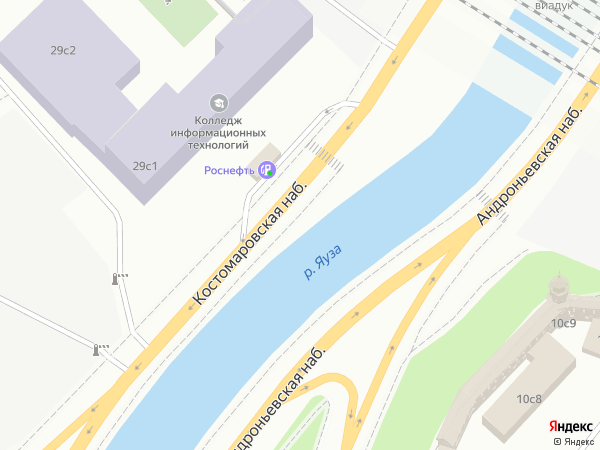 виадук
29с2
Колледж
информационных
технологий
29с1
Роснефть
Андроньевская наб.
Костомаровская наб.
р. Яуза
10с9
Андроньевская наб.
10с8
Яндекс
© Яндекс